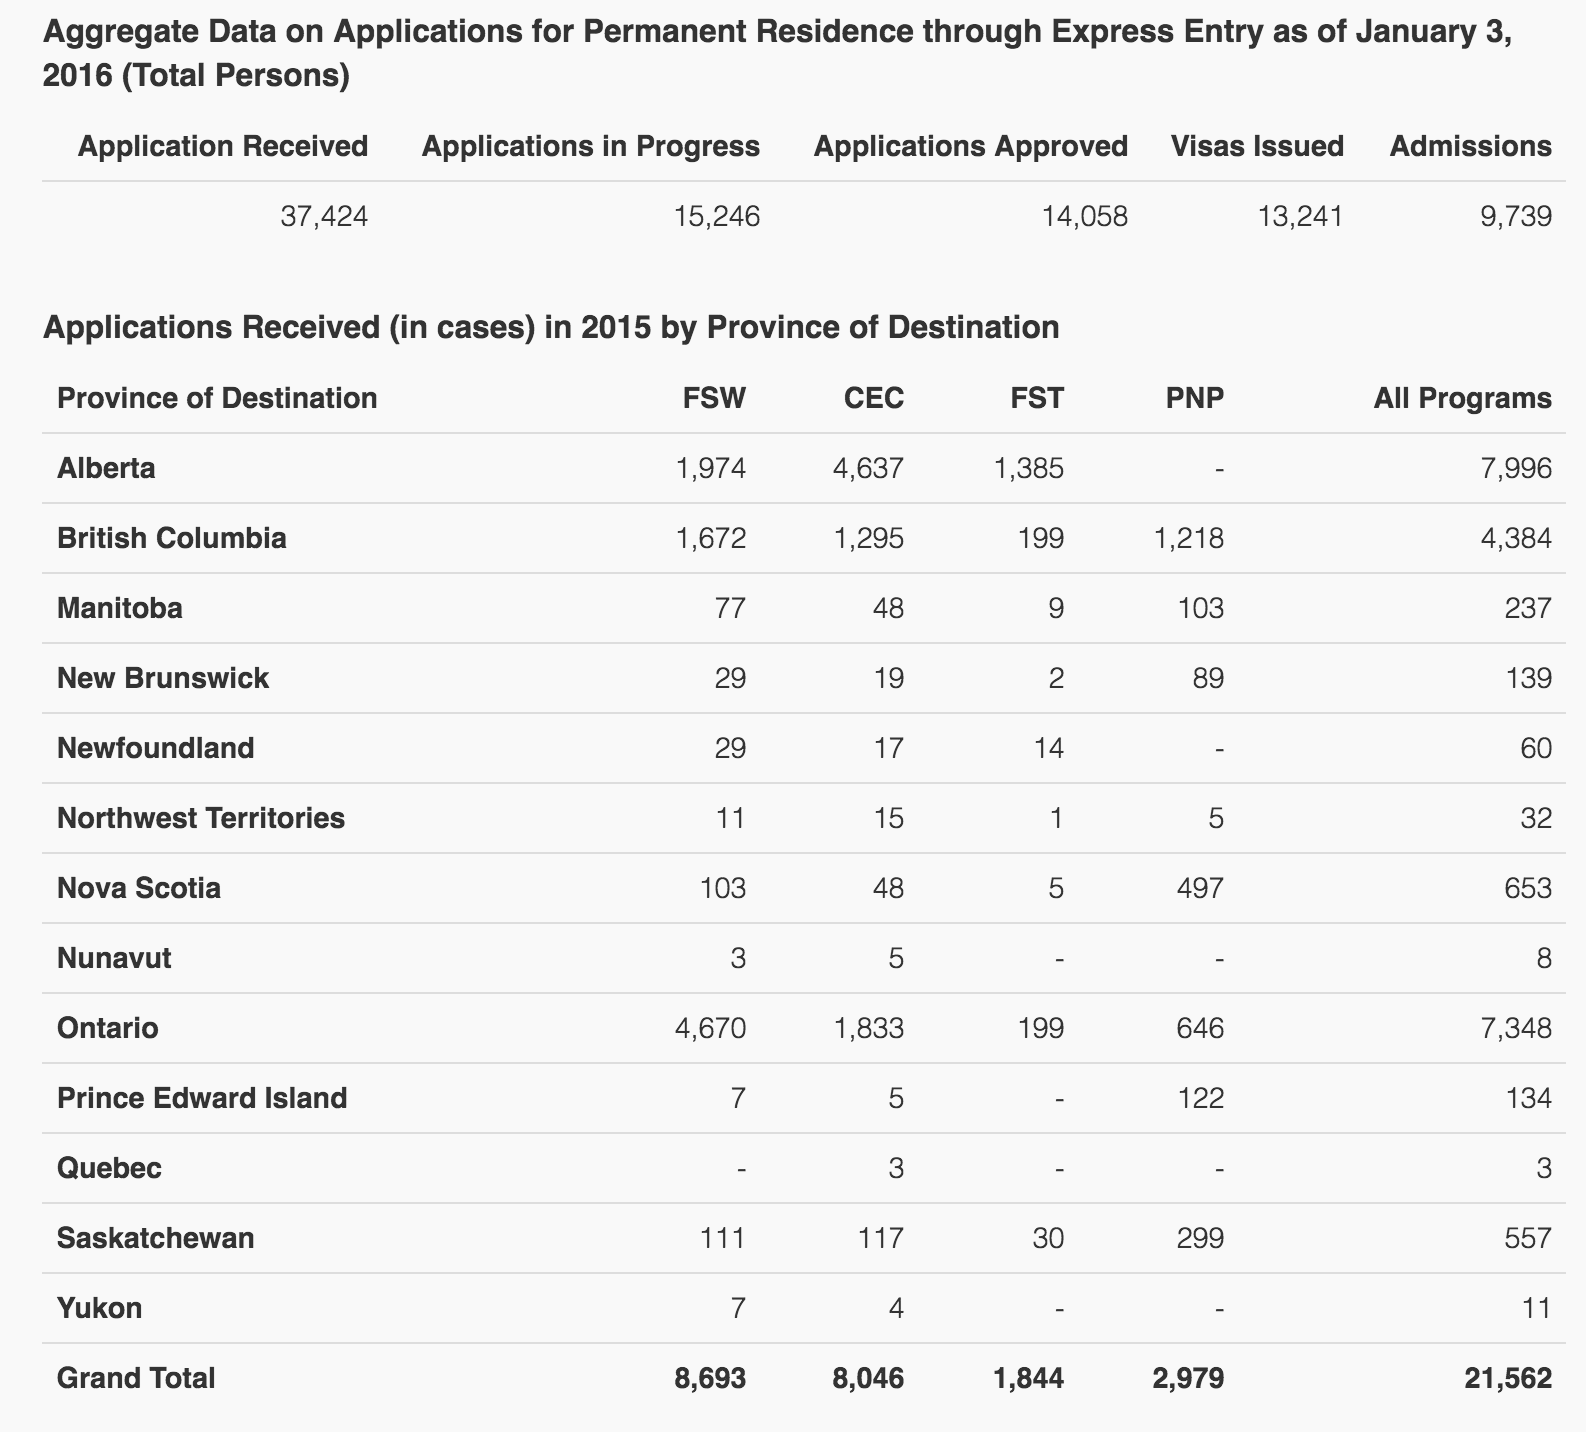 Aggregate Data on Applications for Permanent Residence through Express Entry as of January 3,
2016 (Total Persons)
Application Received Applications in Progress Applications Approved Visas Issued Admissions
37,424 15,246 14,058 13,241 9,739
Applications Received (in cases) in 2015 by Province of Destination
Province of Destination FSW CEC FST PNP All Programs
Alberta 1,974 4,637 1,385 - 7,996
British Columbia 1,672 1,295 199 1,218 4,384
Manitoba 77 48 9 103 237
New Brunswick 29 19 2 89 139
Newfoundland 29 17 14 - 60
Northwest Territories 11 15 1 5 32
Nova Scotia 103 48 5 497 653
Nunavut 3 5 - - 8
Ontario 4,670 1,833 199 646 7,348
Prince Edward Island 7 5 - 122 134
Quebec - 3 - - 3
Saskatchewan 111 117 30 299 557
Yukon 7 4 - - 11
Grand Total 8,693 8,046 1,844 2,979 21,562